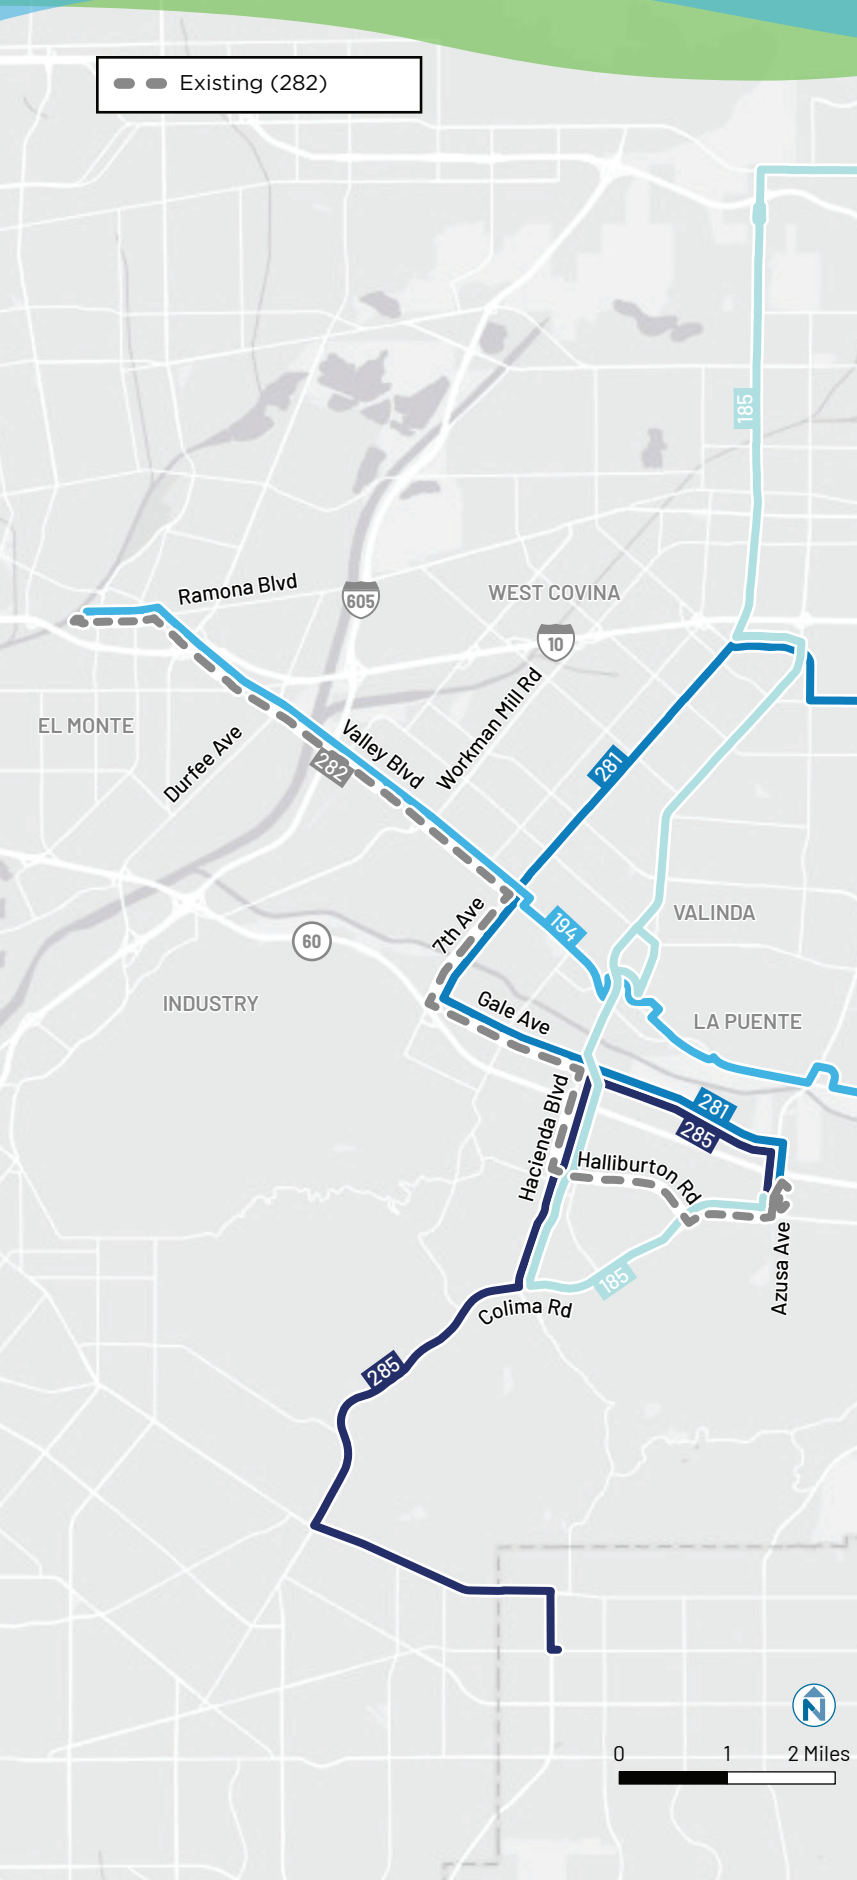 Existing (282)
185
Ramona Blvd
605
WEST COVINA
10
EL MONTE
Durfee Ave
282
Valley Blvd
Workman Mill Rd
281
7th Ave
194
VALINDA
60
INDUSTRY
Gale Ave
LA PUENTE
Hacienda Blvd
281
285
Halliburton Rd
Azusa Ave
185
Colima Rd
285
N
0 1 2 Miles